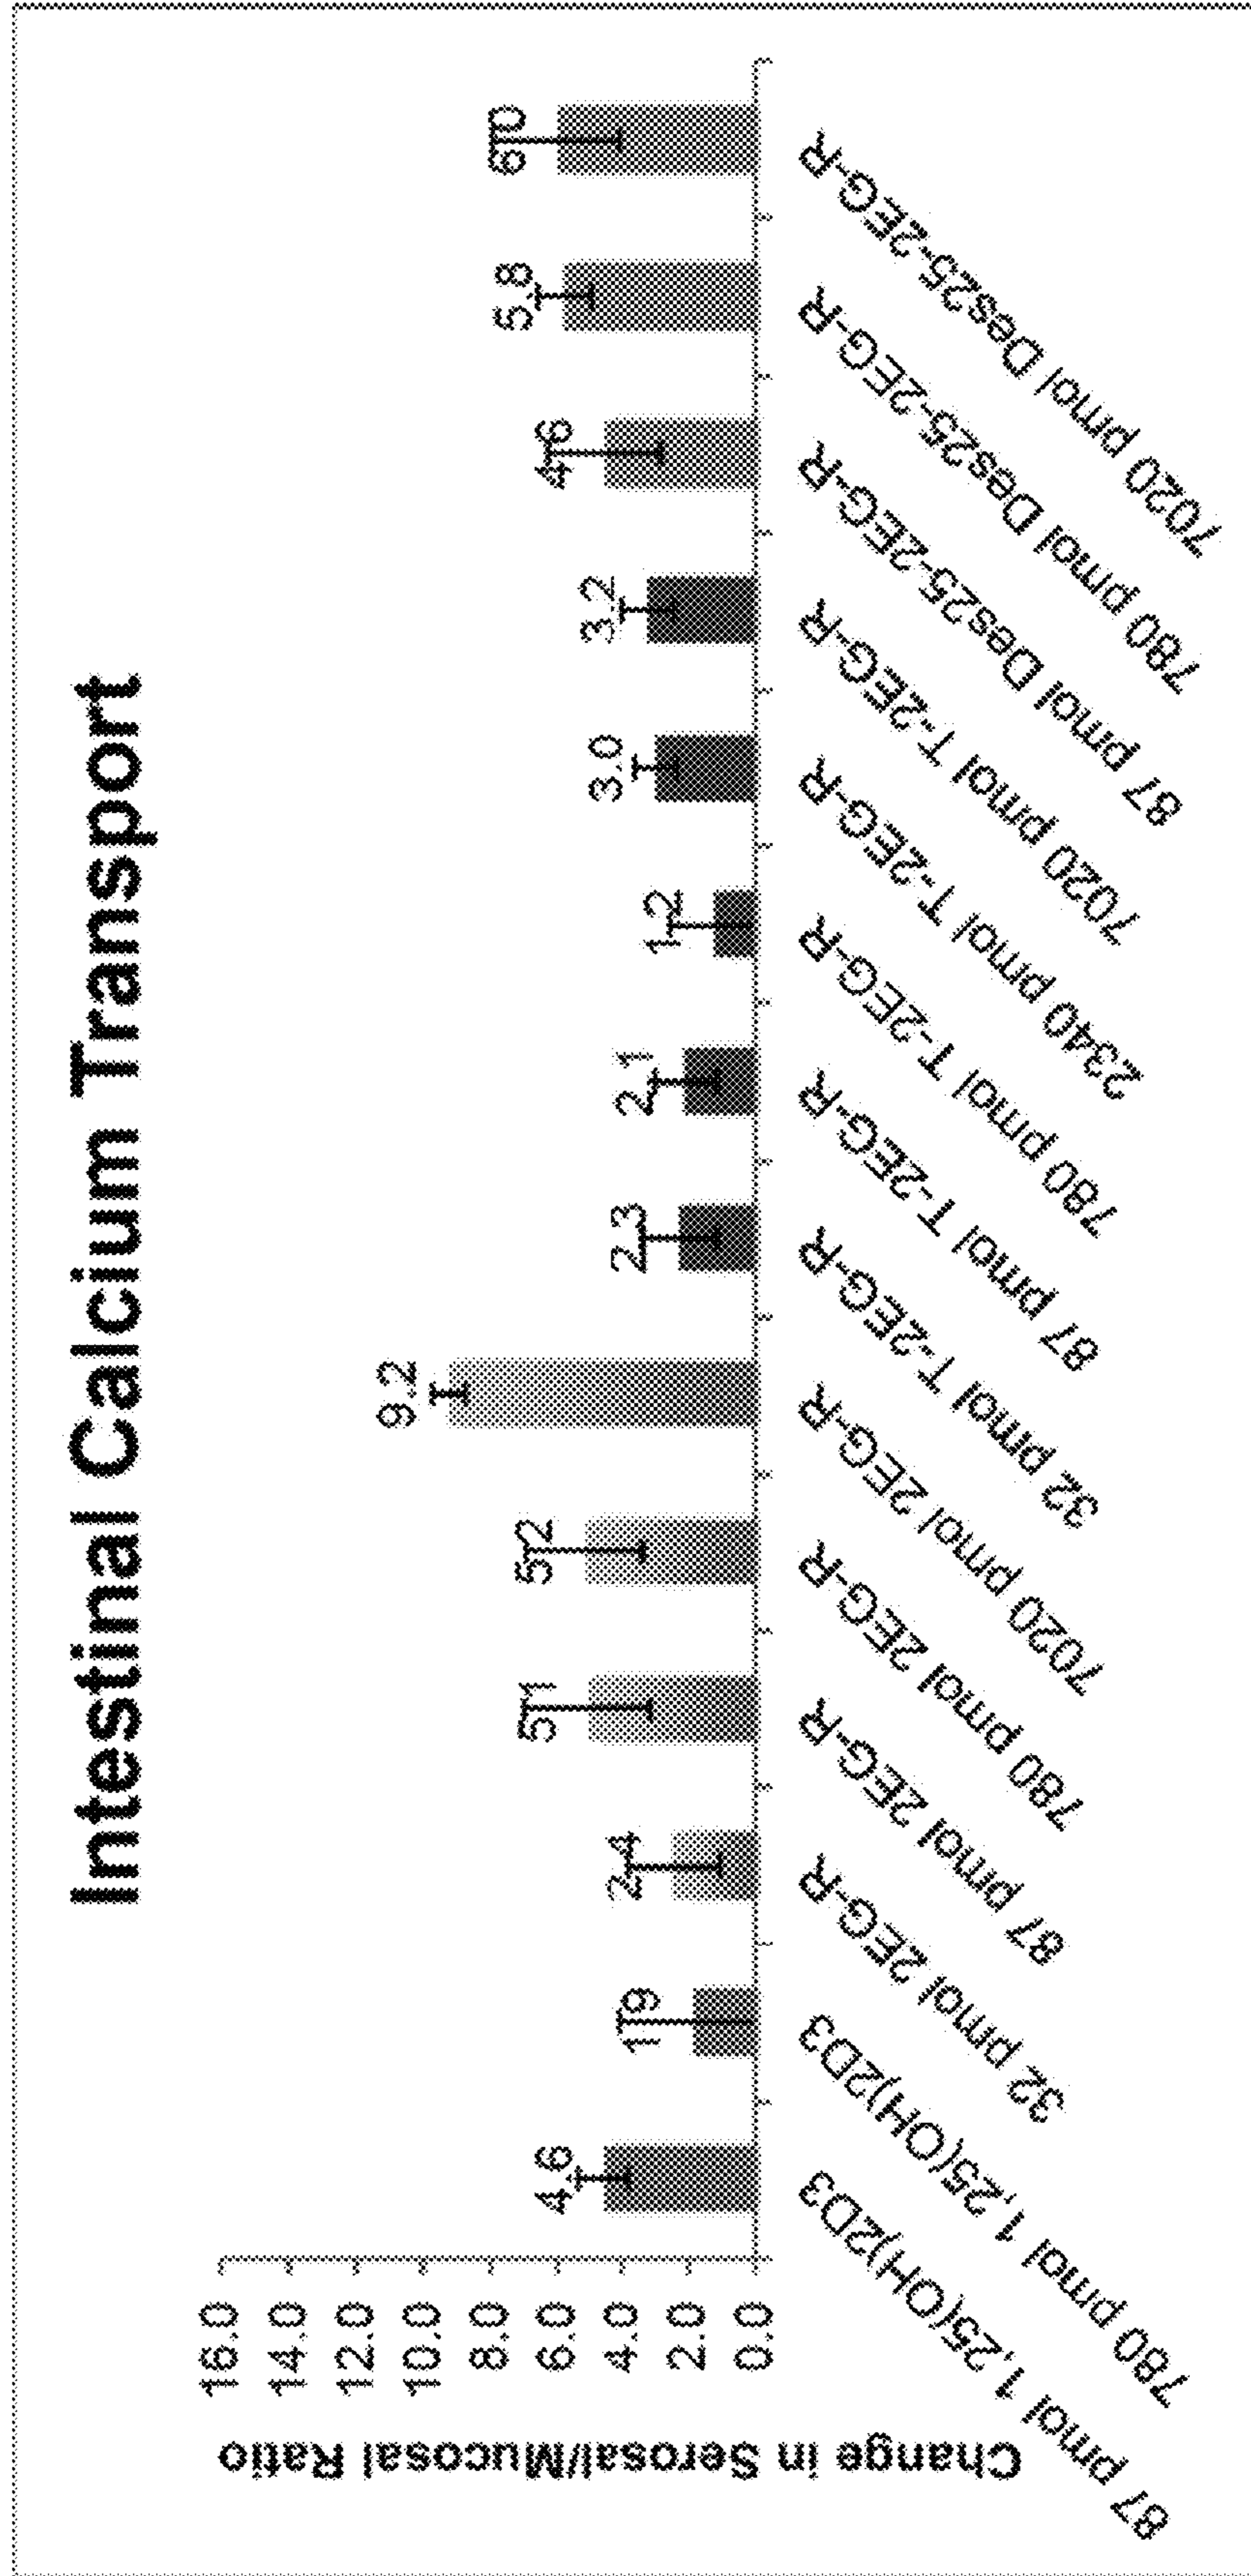 Intestinal Calcium Transport
Change in Serosal/Mucosal Ratio
16.0
14.0
12.0
10.0
8.0
6.0
4.0
2.0
0.0
4.6
1.9
2.4
5.1
5.2
9.2
2.3
2.1
1.2
3.0
3.2
4.6
5.8
6.0
87 pmol 1,25(OH)2D3
780 pmol 1,25(OH)2D3
32 pmol 2EG-R
87 pmol 2EG-R
780 pmol 2EG-R
7020 pmol 2EG-R
32 pmol T-2EG-R
87 pmol T-2EG-R
780 pmol T-2EG-R
2340 pmol T-2EG-R
7020 pmol T-2EG-R
87 pmol Des25-2EG-R
780 pmol Des25-2EG-R
7020 pmol Des25-2EG-R